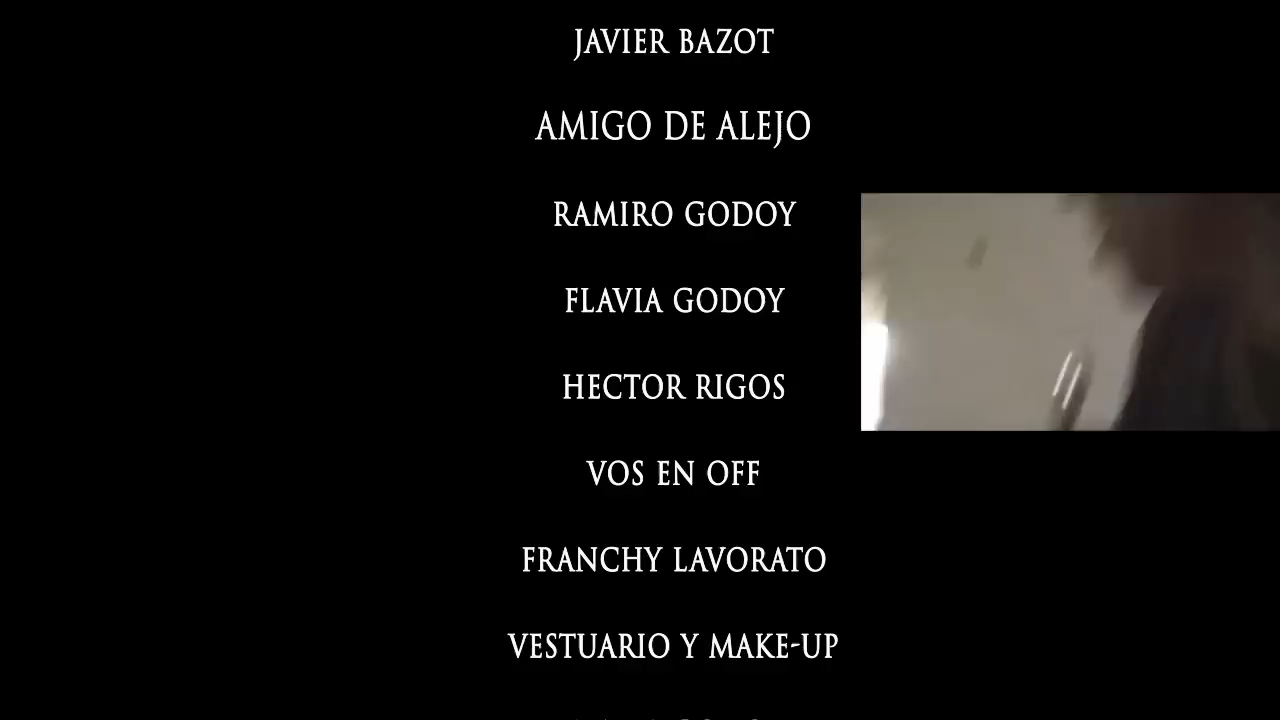 JAVIER BAZOT
AMIGO DE ALEJO
RAMIRO GODOY
FLAVIA GODOY
HECTOR RIGOS
VOS EN OFF
FRANCHY LAVORATO
VESTUARIO Y MAKE-UP